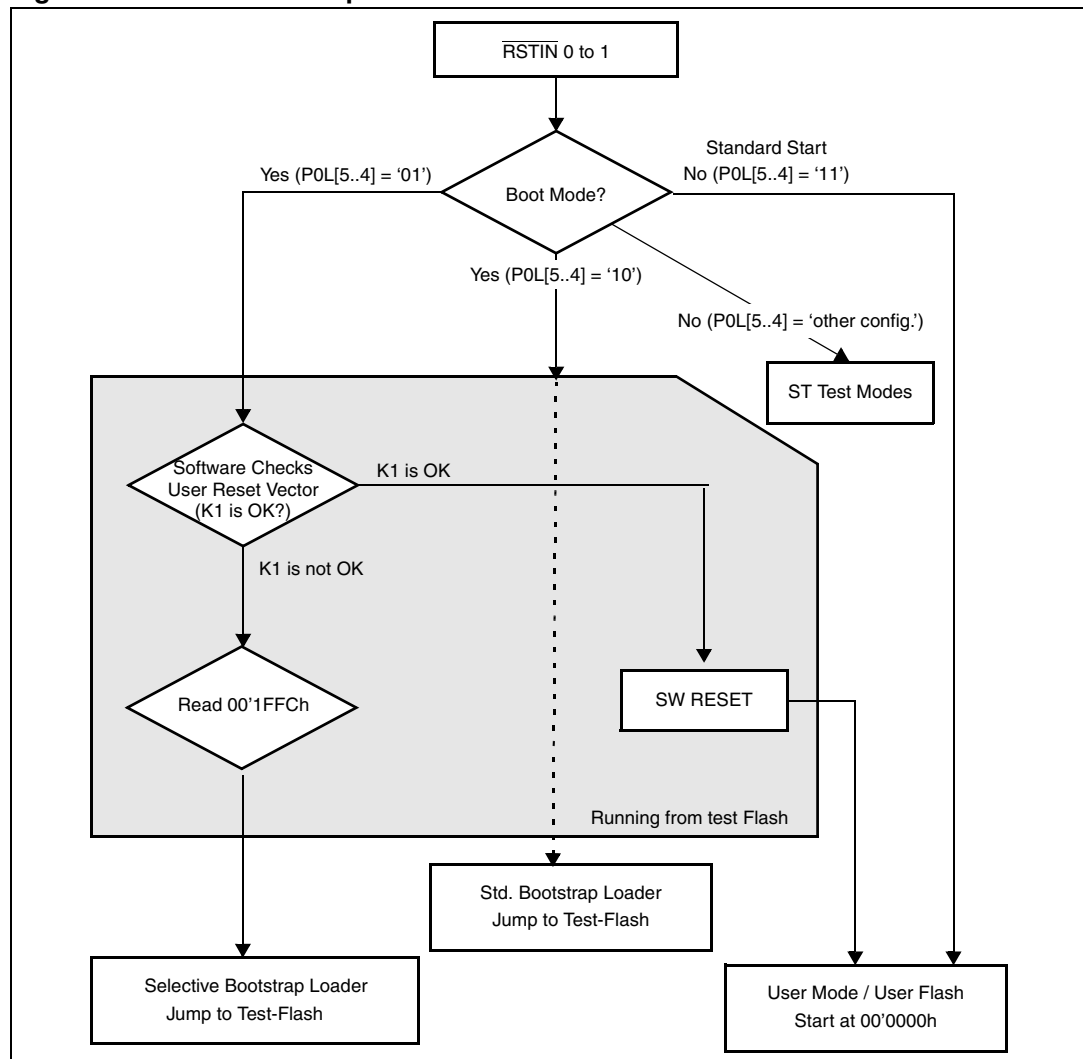 RSTIN 0 to 1
Standard Start
Yes (P0L[5..4] = ‘01’)
No (P0L[5..4] = ‘11’)
Boot Mode?
Yes (P0L[5..4] = ‘10’)
No (P0L[5..4] = ‘other config.’)
ST Test Modes
Software Checks
User Reset Vector
(K1 is OK?)
K1 is OK
K1 is not OK
Read 00’1FFCh
SW RESET
Running from test Flash
Std. Bootstrap Loader
Jump to Test-Flash
Selective Bootstrap Loader
Jump to Test-Flash
User Mode / User Flash
Start at 00’0000h